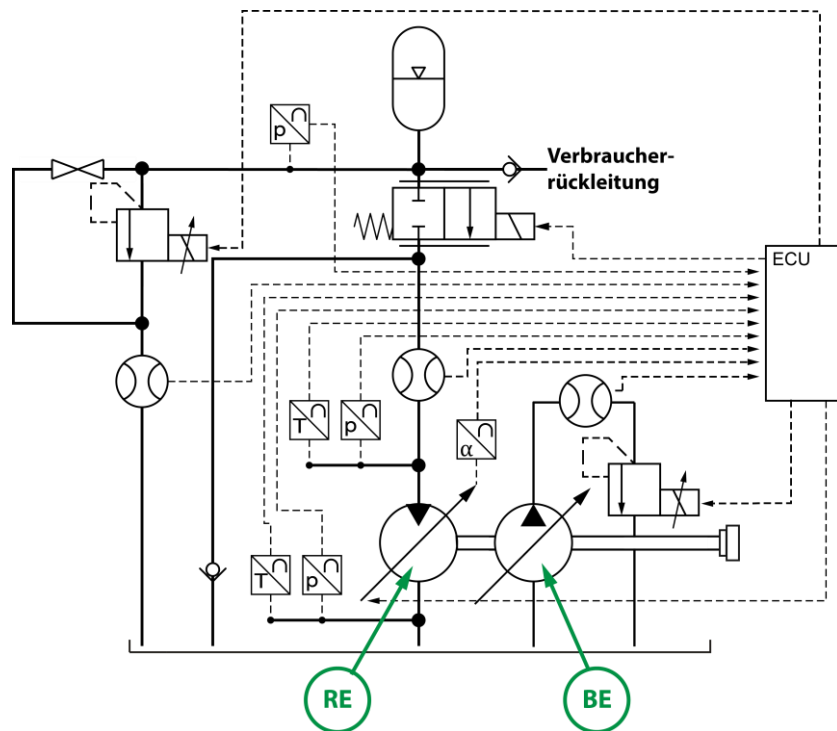 p
Verbraucher-
rückleitung
ECU
T
p
α
T
p
RE
BE